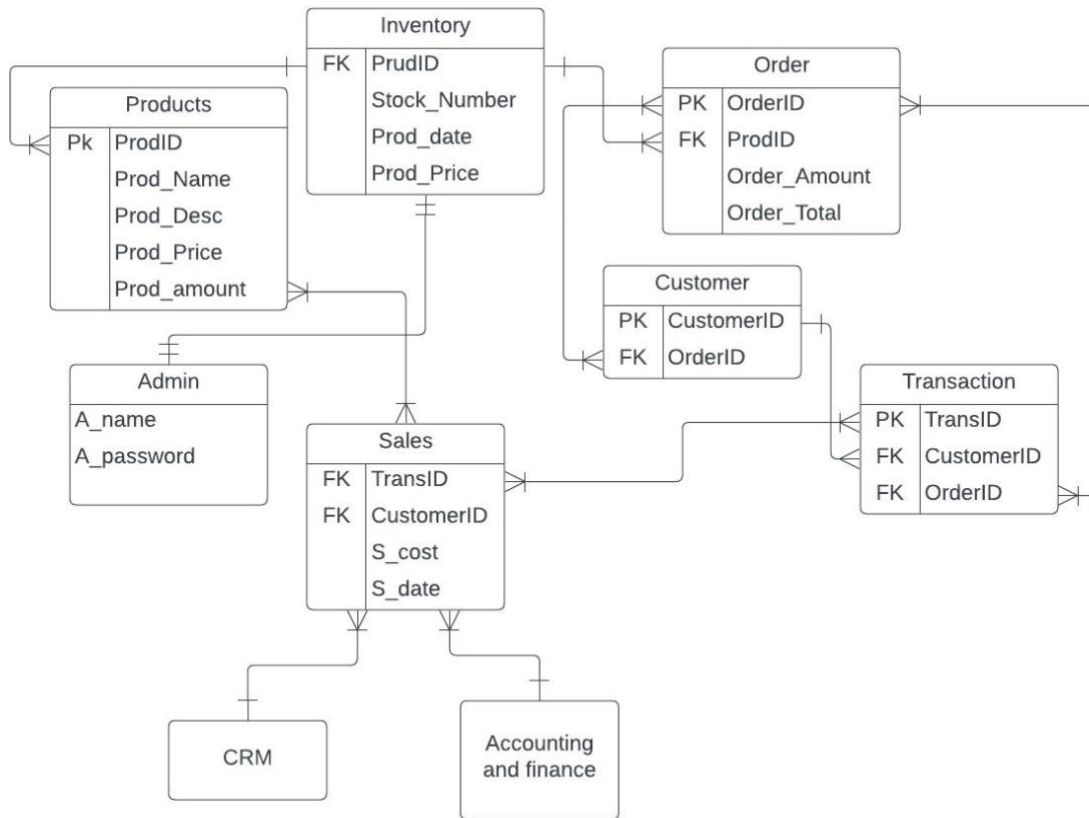 Inventory
FK PrudID
Stock_Number
Prod_date
Prod_Price
Products
Pk ProdID
Prod_Name
Prod_Desc
Prod_Price
Prod_amount
Order
PK OrderID
FK ProdID
Order_Amount
Order_Total
Customer
PK CustomerID
FK OrderID
Admin
A_name
A_password
Sales
FK TransID
FK CustomerID
S_cost
S_date
Transaction
PK TransID
FK CustomerID
FK OrderID
CRM
Accounting
and finance